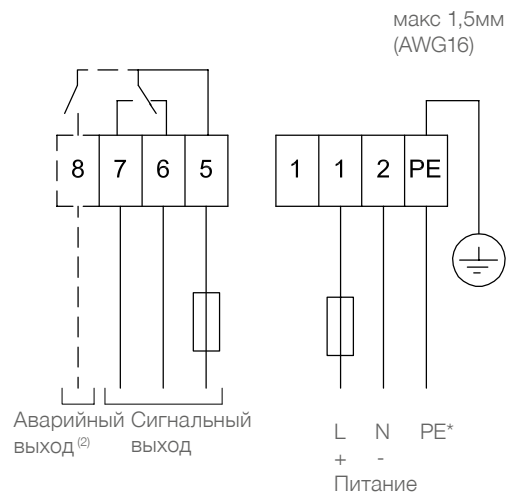 макс 1,5мм
(AWG16)
8 7 6 5 1 1 2 PE
Аварийный Сигнальный
выход (2) выход
L N PE*
+ -
Питание